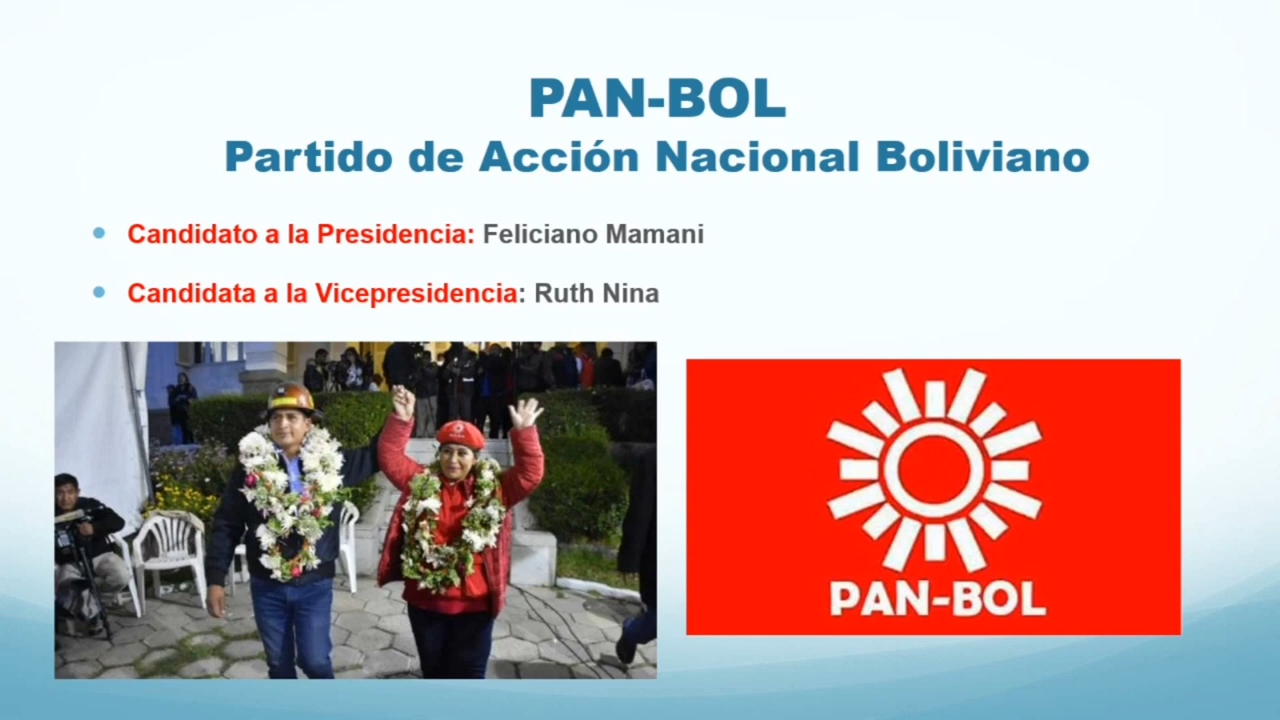 PAN-BOL
Partido de Acción Nacional Boliviano
Candidato a la Presidencia: Feliciano Mamani
Candidata a la Vicepresidencia: Ruth Nina
PAN-BOL